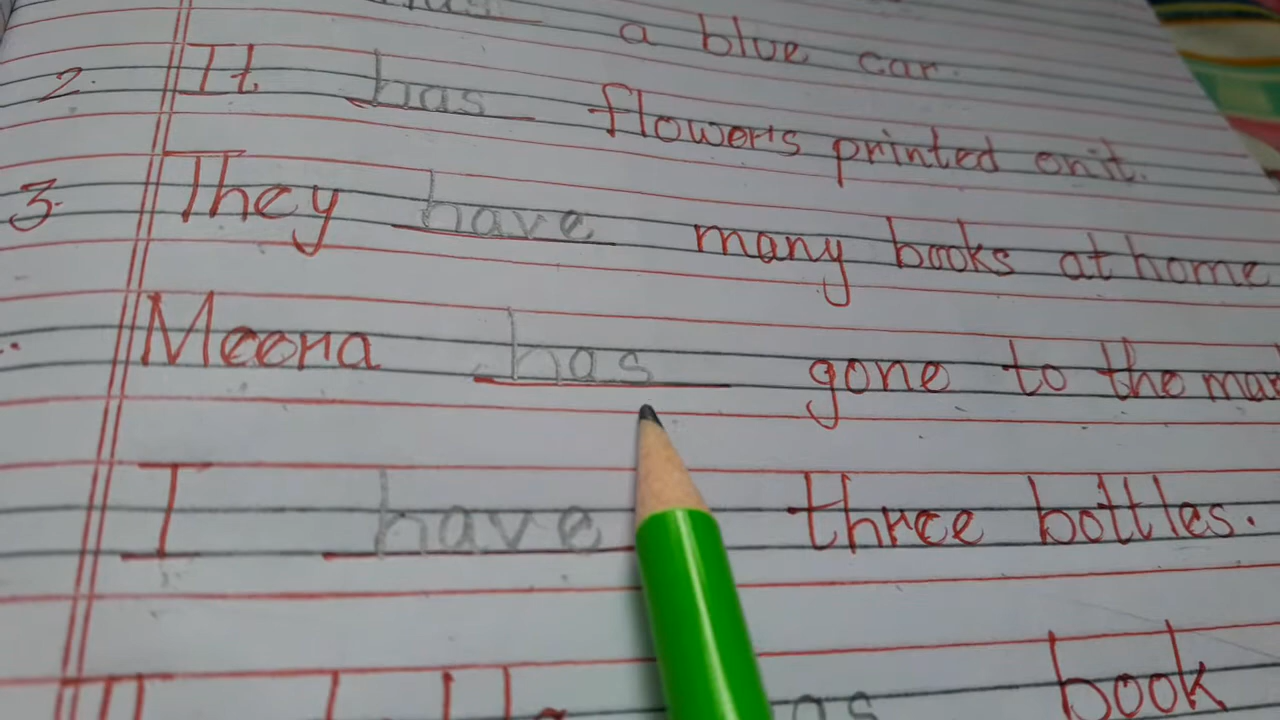 a blue car.
2. It has flowers printed on it.
3. They have many books at home
Meena has gone to the
I have three bottles.
book